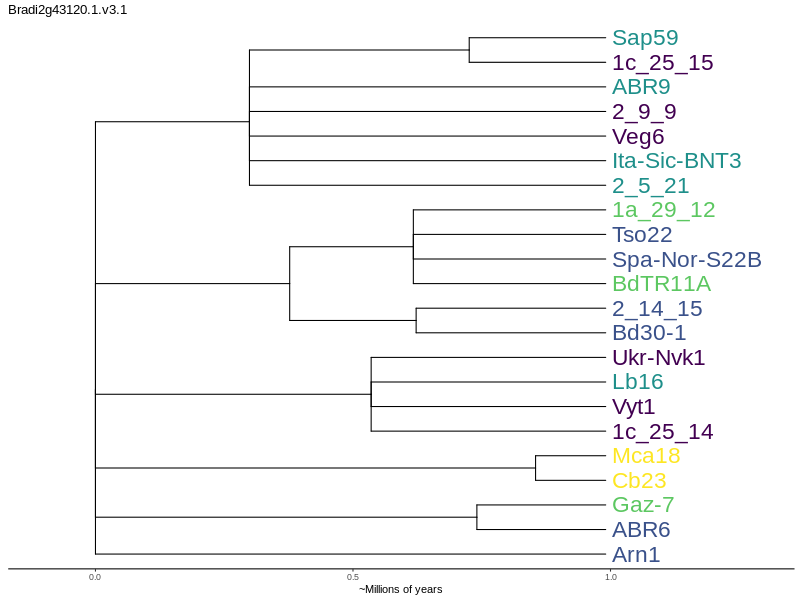 Bradi2g43120.1.v3.1
Sap59
1c_25_15
ABR9
2_9_9
Veg6
Ita-Sic-BNT3
2_5_21
1a_29_12
Tso22
Spa-Nor-S22B
BdTR11A
2_14_15
Bd30-1
Ukr-Nvk1
Lb16
Vyt1
1c_25_14
Mca18
Cb23
Gaz-7
ABR6
Arn1
0.0 0.5 1.0
~Millions of years